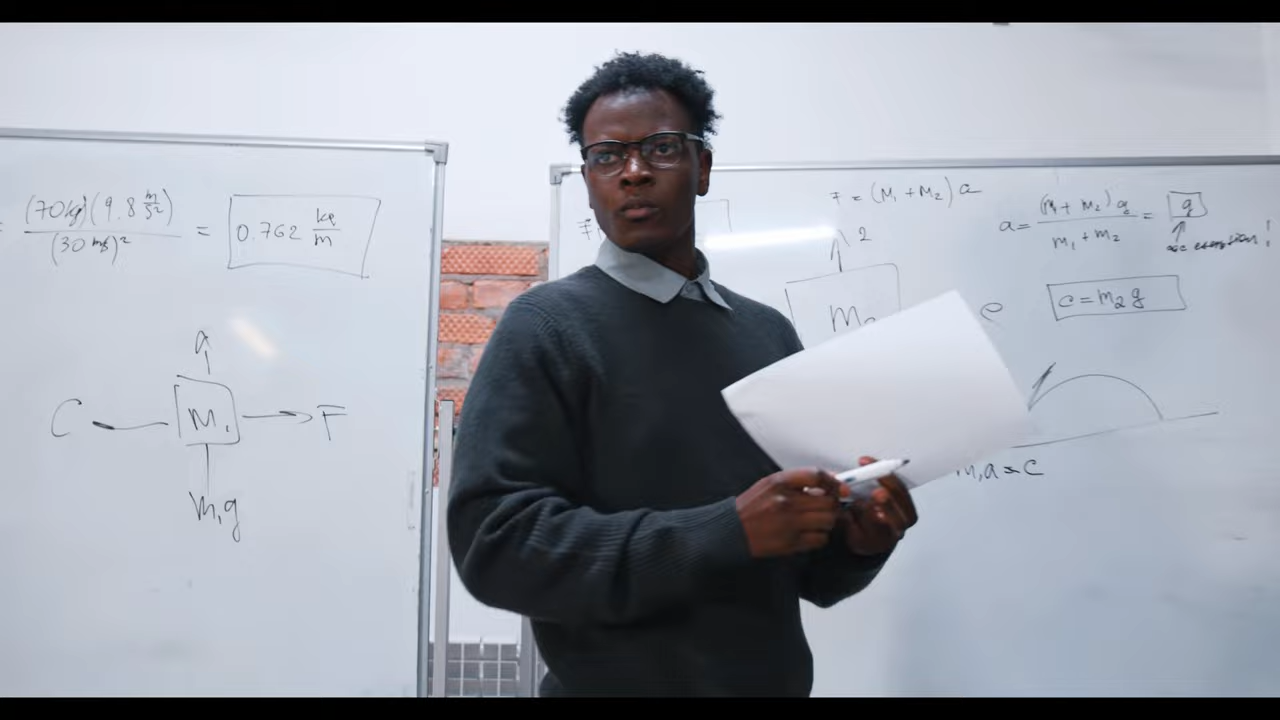 = (70kg)(9.8 m/s²) / (30 m/s)² = 0.762 kg/m
a
C M₁ F
m₁g
F = (M₁ + M₂) a
2
M₂
a = (M₁ + M₂) g / m₁ + m₂ = g
c = m₂ g
e
m₁a = C